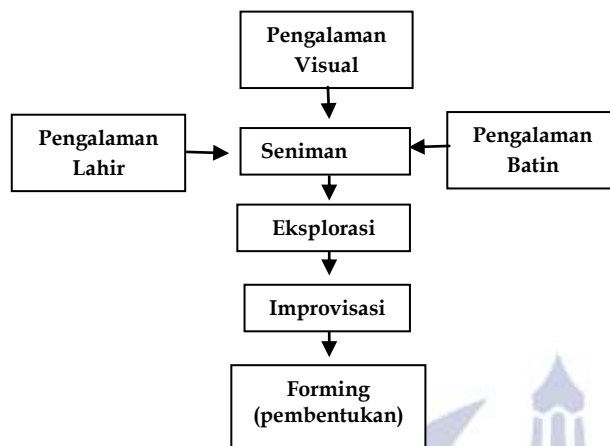 Pengalaman
Visual
Pengalaman
Lahir
Seniman
Pengalaman
Batin
Eksplorasi
Improvisasi
Forming
(pembentukan)